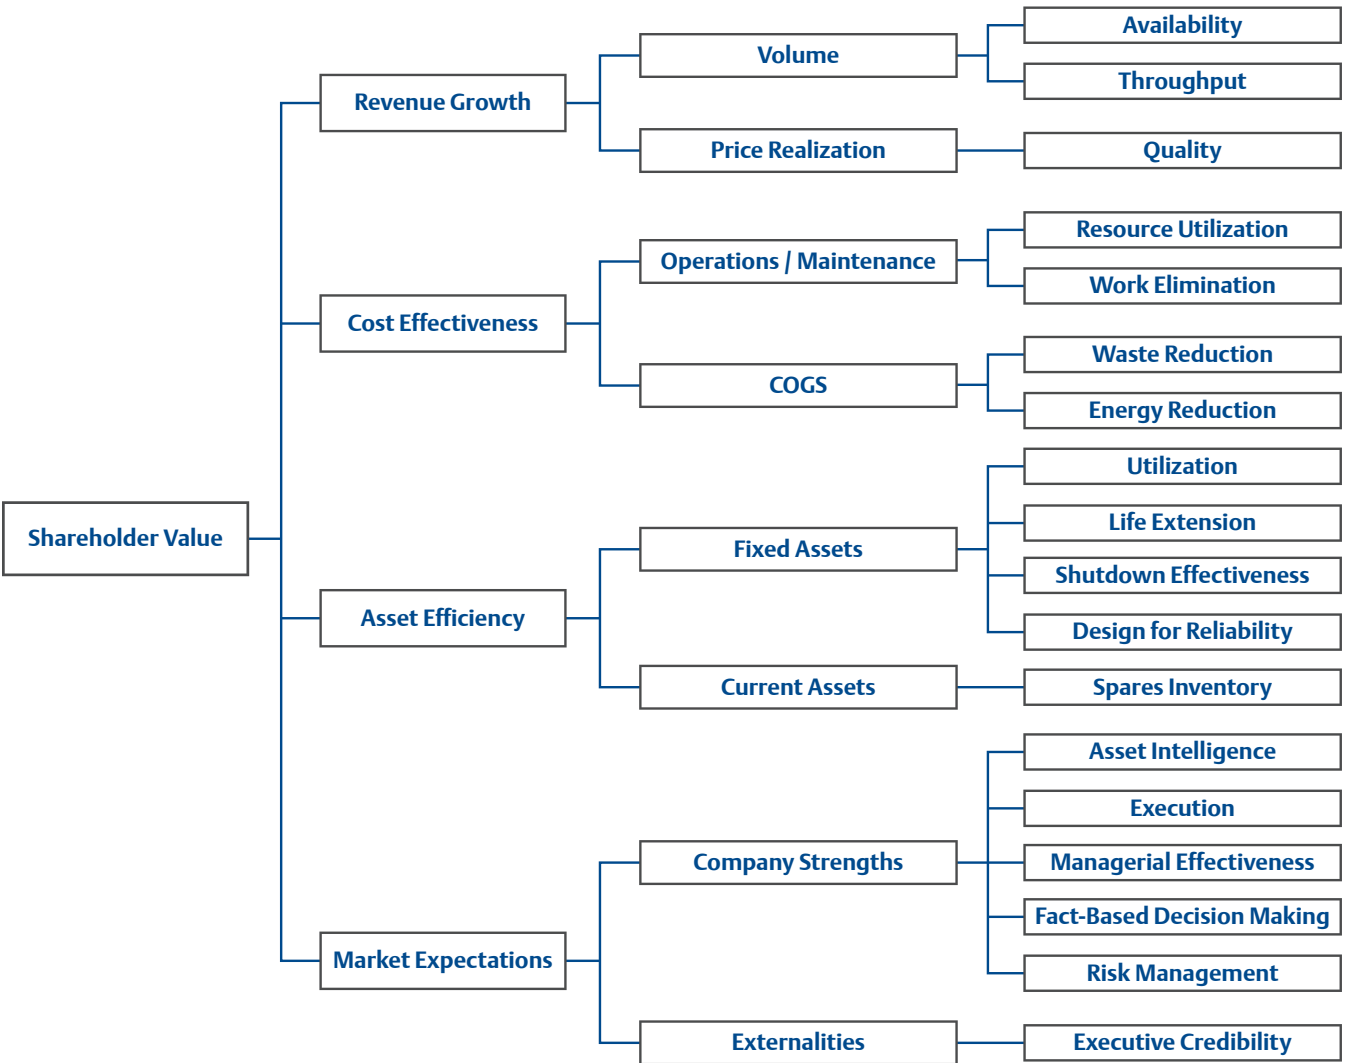 Shareholder Value
Revenue Growth
Volume
Availability
Throughput
Price Realization
Quality
Cost Effectiveness
Operations / Maintenance
Resource Utilization
Work Elimination
COGS
Waste Reduction
Energy Reduction
Asset Efficiency
Fixed Assets
Utilization
Life Extension
Shutdown Effectiveness
Design for Reliability
Current Assets
Spares Inventory
Market Expectations
Company Strengths
Asset Intelligence
Execution
Managerial Effectiveness
Fact-Based Decision Making
Risk Management
Externalities
Executive Credibility